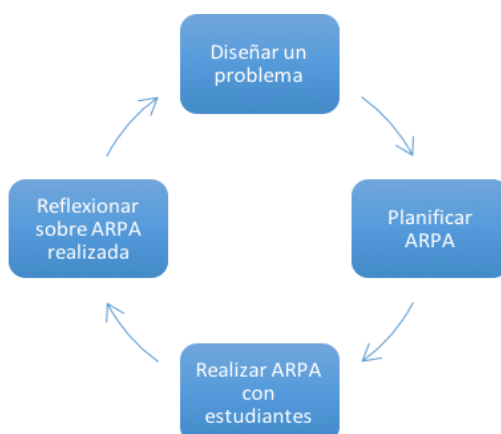 Diseñar un
problema
Planificar
ARPA
Realizar ARPA
con
estudiantes
Reflexionar
sobre ARPA
realizada